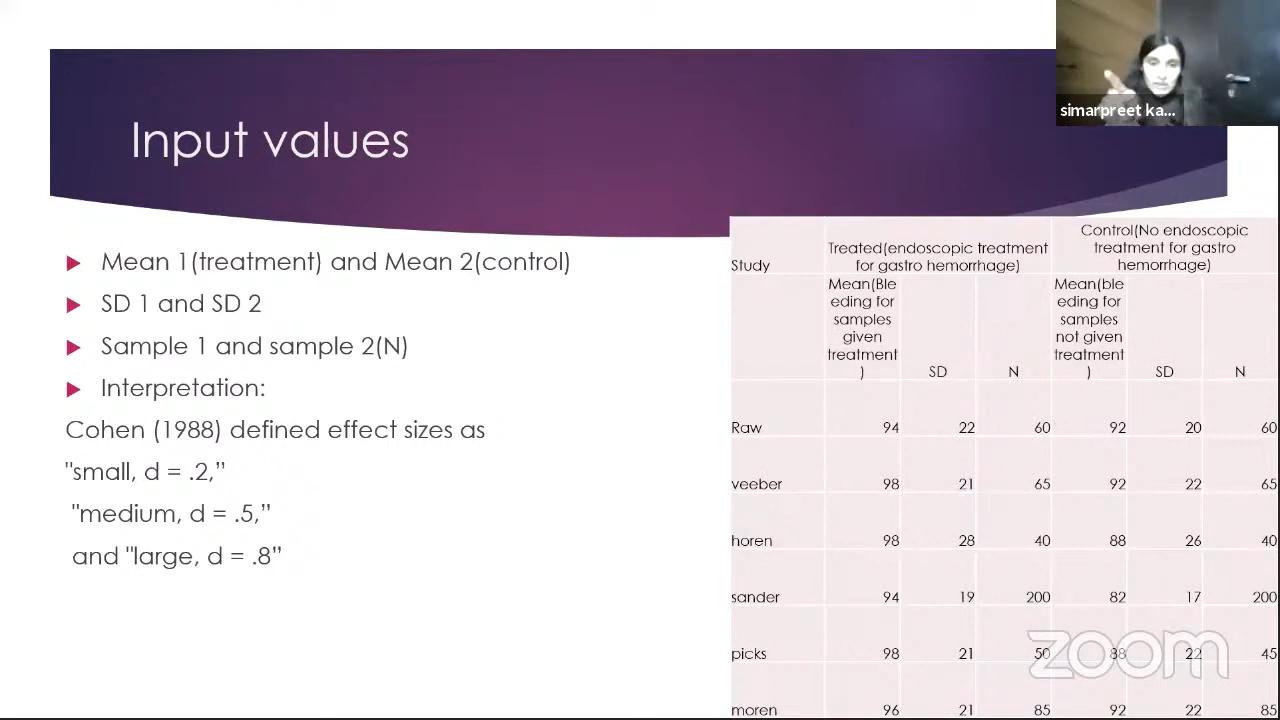 simarpreet ka...
Input values
Mean 1(treatment) and Mean 2(control)
SD 1 and SD 2
Sample 1 and sample 2(N)
Interpretation:
Cohen (1988) defined effect sizes as
"small, d = .2,”
"medium, d = .5,”
and "large, d = .8”
Study
Treated(endoscopic treatment
for gastro hemorrhage)
Control(No endoscopic
treatment for gastro
hemorrhage)
Mean(Ble
eding for
samples
given
treatment
)
SD
N
Mean(ble
eding for
samples
not given
treatment
)
SD
N
Raw 94 22 60 92 20 60
veeber 98 21 65 92 22 65
horen 98 28 40 88 26 40
sander 94 19 200 82 17 200
picks 98 21 50 88 22 45
moren 96 21 85 92 22 85
zoom